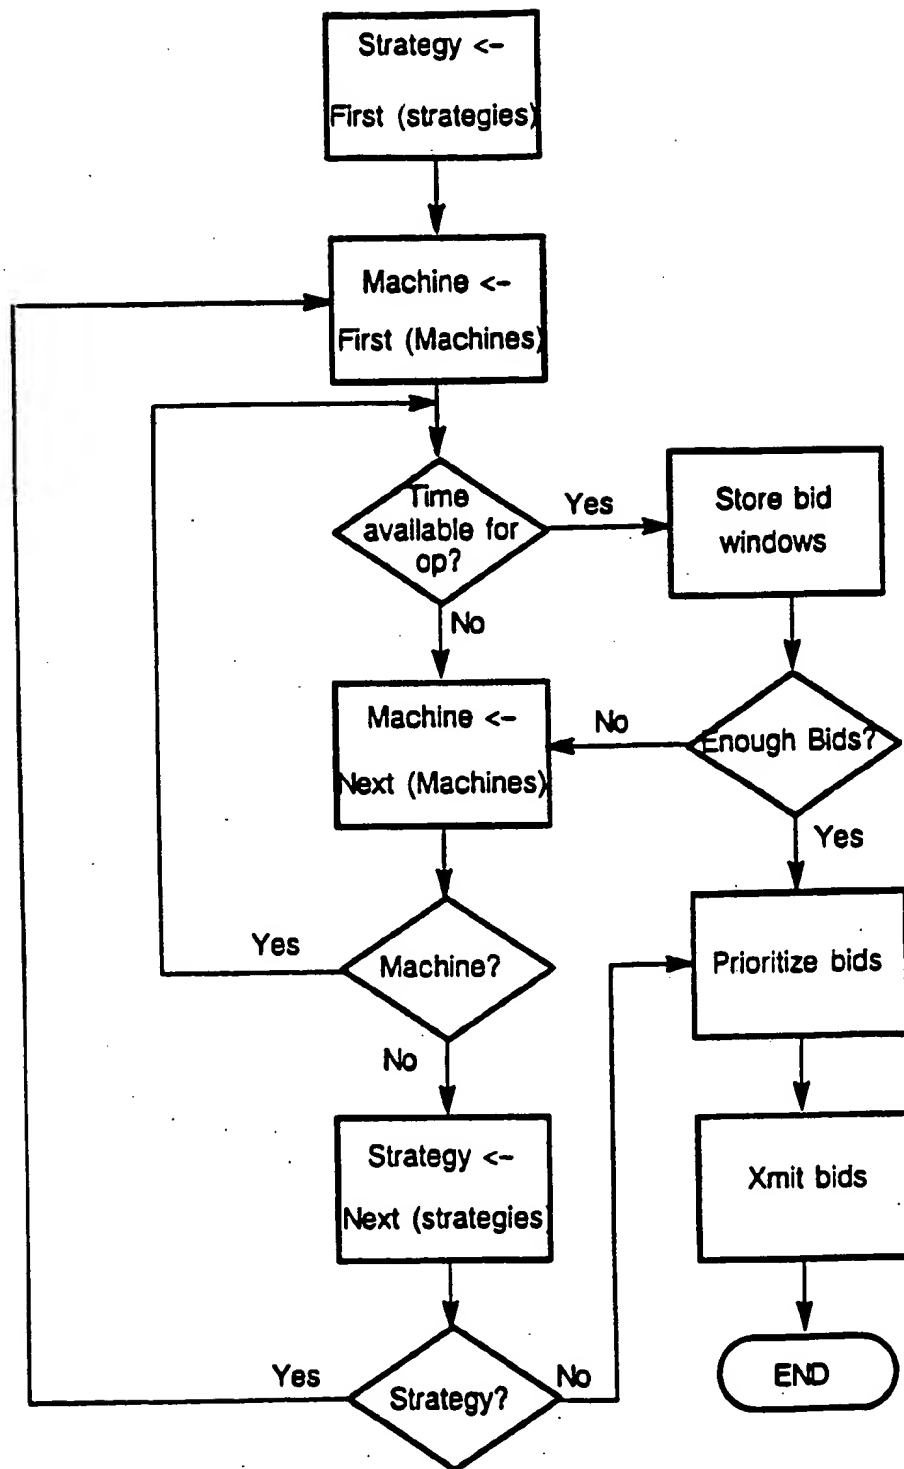 Strategy <-
First (strategies)
Machine <-
First (Machines)
Time
available for
op?
Yes
Store bid
windows
No
Machine <-
Next (Machines)
No
Enough Bids?
Yes
Yes
Machine?
Prioritize bids
No
Strategy <-
Next (strategies)
Xmit bids
Yes
Strategy?
No
END